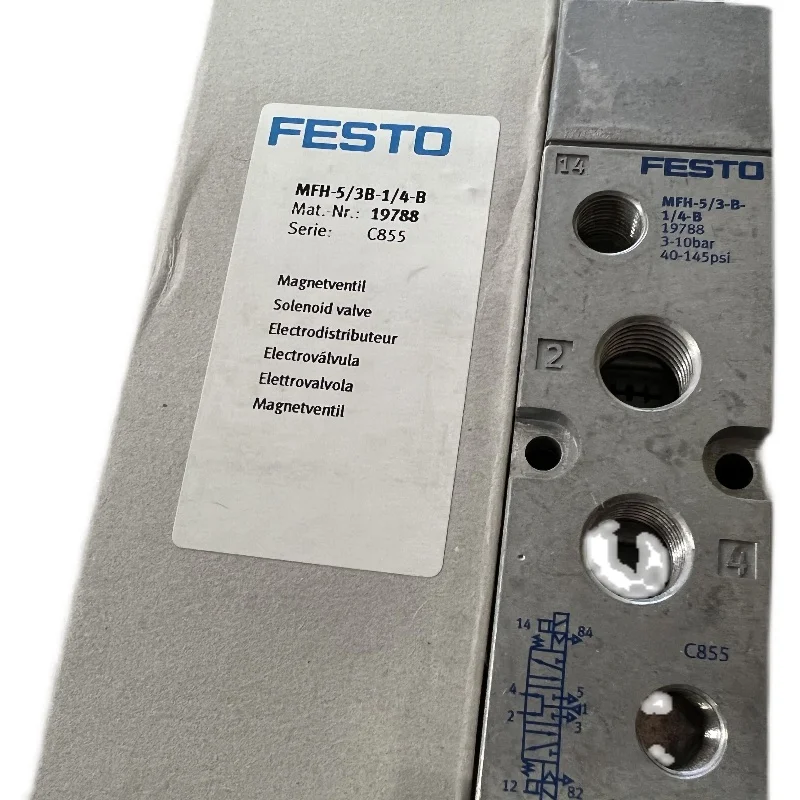 FESTO
MFH-5/3B-1/4-B
Mat.-Nr.: 19788
Serie: C855
Magnetventil
Solenoid valve
Electrodistributeur
Electroválvula
Elettrovalvola
Magnetventil
14
FESTO
MFH-5/3-B-
1/4-B
19788
3-10bar
40-145psi
2
4
C855
14 84
4 5
1
2 3
12 82